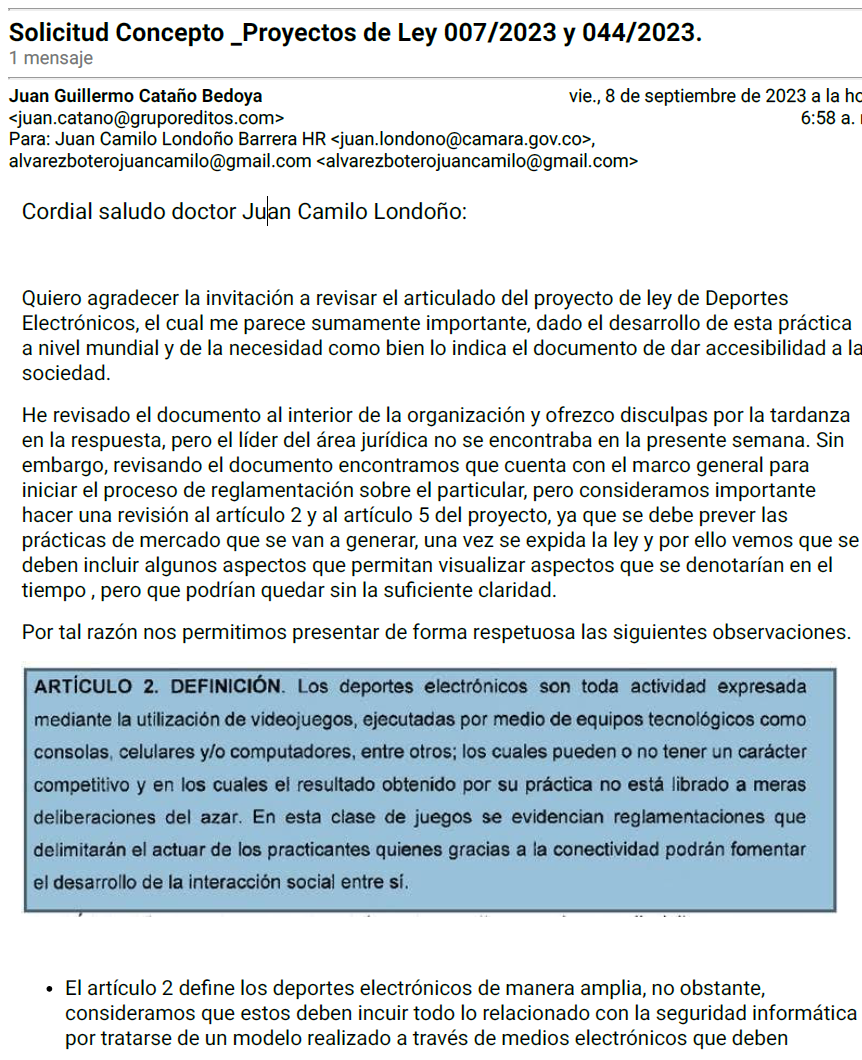 Solicitud Concepto _Proyectos de Ley 007/2023 y 044/2023.
1 mensaje
Juan Guillermo Cataño Bedoya
vie., 8 de septiembre de 2023 a la
<juan.catano@gruporeditos.com>
6:58 a.
Para: Juan Camilo Londoño Barrera HR <juan.londono@camara.gov.co>,
alvarezboterojuancamilo@gmail.com <alvarezboterojuancamilo@gmail.com>
Cordial saludo doctor Juan Camilo Londoño:
Quiero agradecer la invitación a revisar el articulado del proyecto de ley de Deportes
Electrónicos, el cual me parece sumamente importante, dado el desarrollo de esta práctica
a nivel mundial y de la necesidad como bien lo indica el documento de dar accesibilidad a la
sociedad.
He revisado el documento al interior de la organización y ofrezco disculpas por la tardanza
en la respuesta, pero el líder del área jurídica no se encontraba en la presente semana. Sin
embargo, revisando el documento encontramos que cuenta con el marco general para
iniciar el proceso de reglamentación sobre el particular, pero consideramos importante
hacer una revisión al artículo 2 y al artículo 5 del proyecto, ya que se debe prever las
prácticas de mercado que se van a generar, una vez se expida la ley y por ello vemos que se
deben incluir algunos aspectos que permitan visualizar aspectos que se denotarían en el
tiempo , pero que podrían quedar sin la suficiente claridad.
Por tal razón nos permitimos presentar de forma respetuosa las siguientes observaciones.
ARTÍCULO 2. DEFINICIÓN. Los deportes electrónicos son toda actividad expresada
mediante la utilización de videojuegos, ejecutadas por medio de equipos tecnológicos como
consolas, celulares y/o computadores, entre otros; los cuales pueden o no tener un carácter
competitivo y en los cuales el resultado obtenido por su práctica no está librado a meras
deliberaciones del azar. En esta clase de juegos se evidencian reglamentaciones que
delimitarán el actuar de los practicantes quienes gracias a la conectividad podrán fomentar
el desarrollo de la interacción social entre sí.
• El artículo 2 define los deportes electrónicos de manera amplia, no obstante,
consideramos que estos deben incuir todo lo relacionado con la seguridad informática
por tratarse de un modelo realizado a través de medios electrónicos que deben